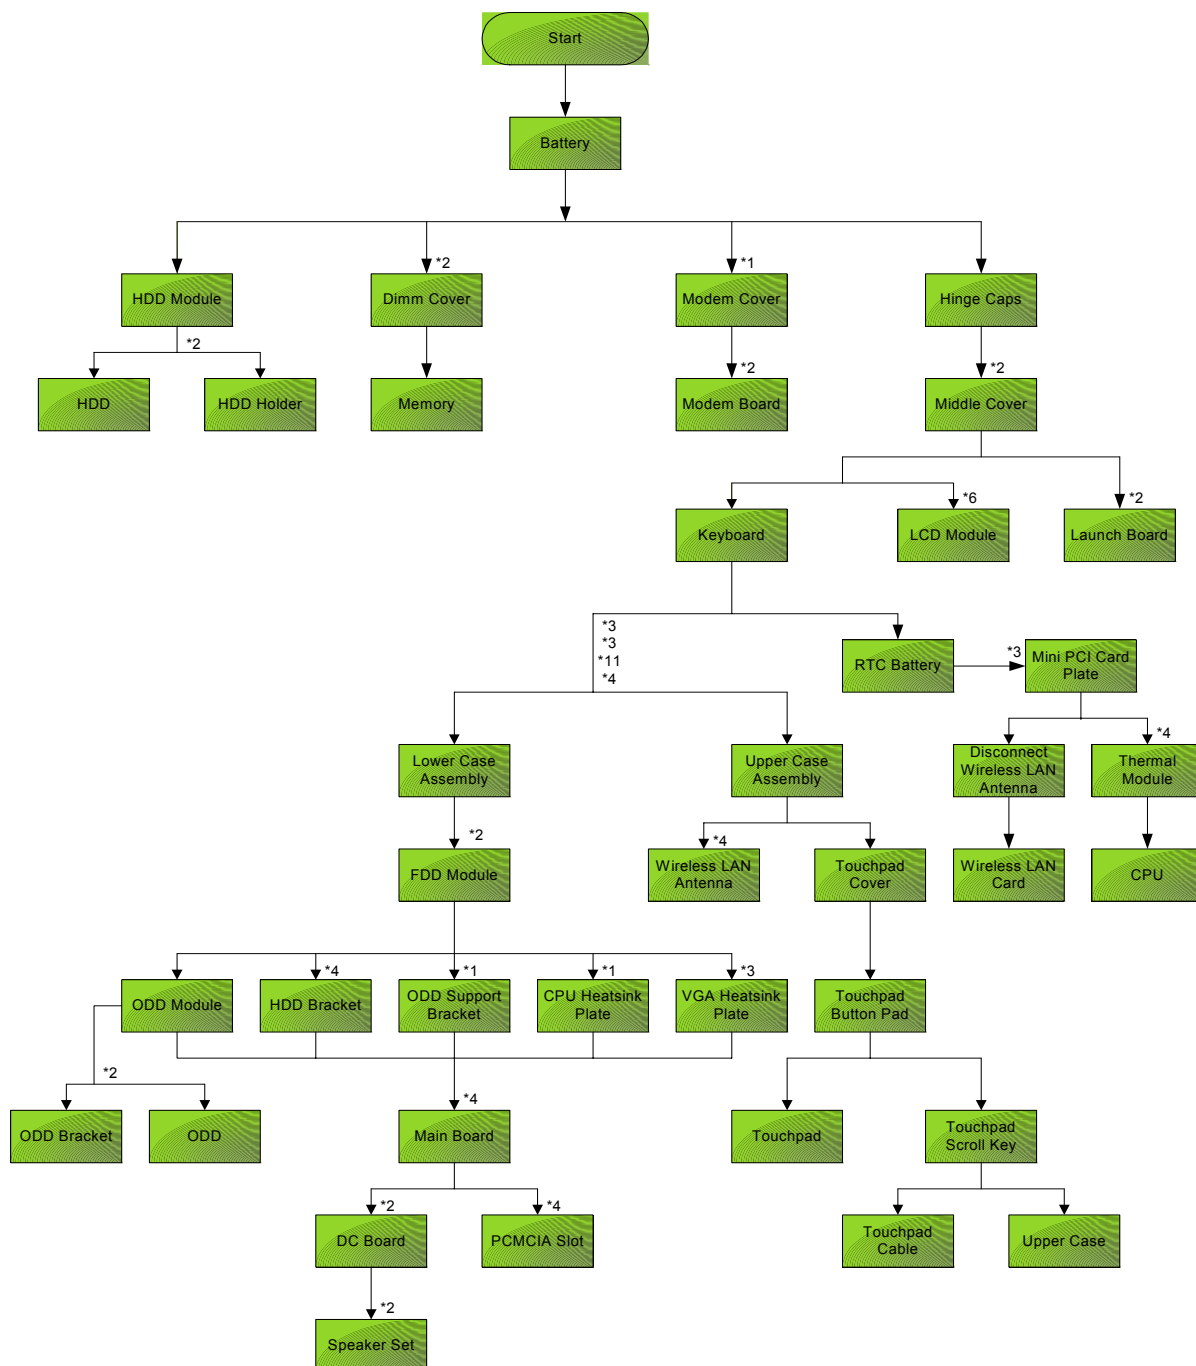 Start
Battery
*2
*1
HDD Module
Dimm Cover
Modem Cover
Hinge Caps
*2
*2
*2
HDD
HDD Holder
Memory
Modem Board
Middle Cover
*6
*2
Keyboard
LCD Module
Launch Board
*3
*3
*11
*4
RTC Battery
*3
Mini PCI Card
Plate
Lower Case
Assembly
Upper Case
Assembly
Disconnect
Wireless LAN
Antenna
*4
Thermal
Module
*2
*4
FDD Module
Wireless LAN
Antenna
Touchpad
Cover
Wireless LAN
Card
CPU
*4
*1
*1
*3
ODD Module
HDD Bracket
ODD Support
Bracket
CPU Heatsink
Plate
VGA Heatsink
Plate
Touchpad
Button Pad
*2
*4
ODD Bracket
ODD
Main Board
Touchpad
Touchpad
Scroll Key
*2
*4
DC Board
PCMCIA Slot
Touchpad
Cable
Upper Case
*2
Speaker Set